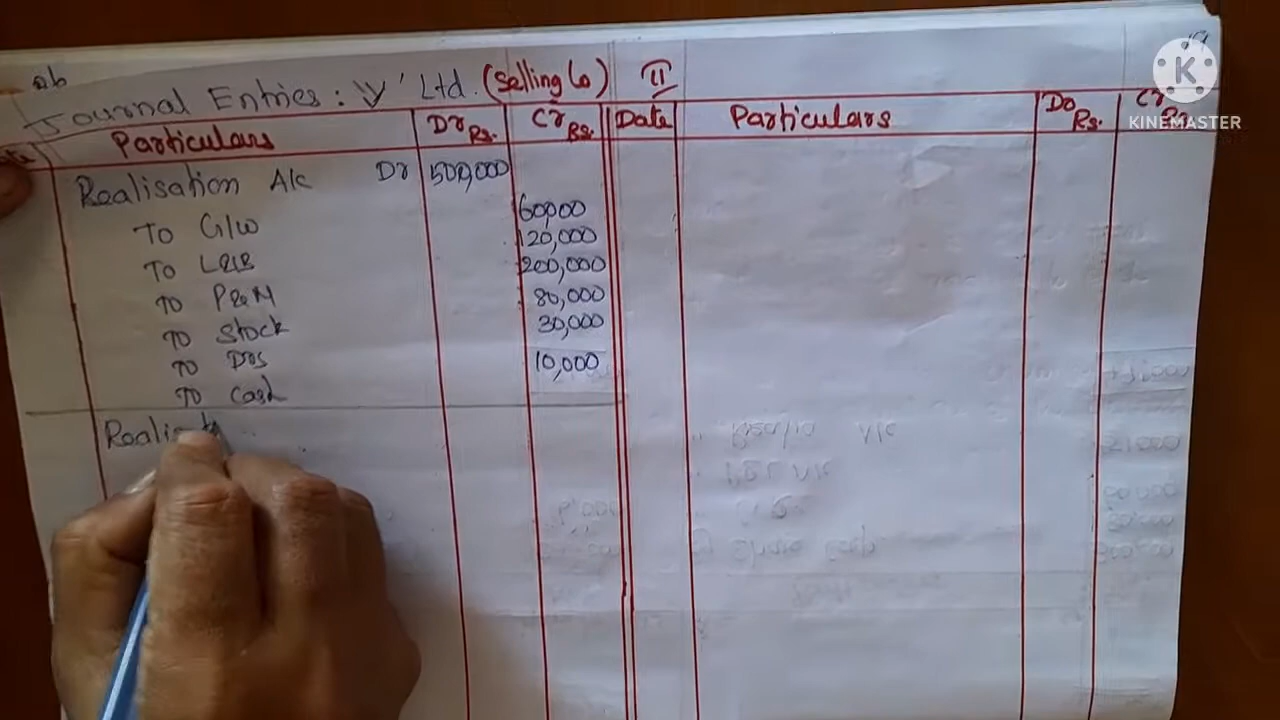 Journal Entries: 'V' Ltd. (Selling Co) II
Particulars Dr Rs. Cr Rs. Date Particulars Dr Rs. Cr Rs.
Realisation A/c Dr 500,000
To G/W 60,000
To L&B 120,000
To P&M 200,000
To Stock 80,000
To Drs 30,000
To Cash 10,000
Realis
K
KINEMASTER